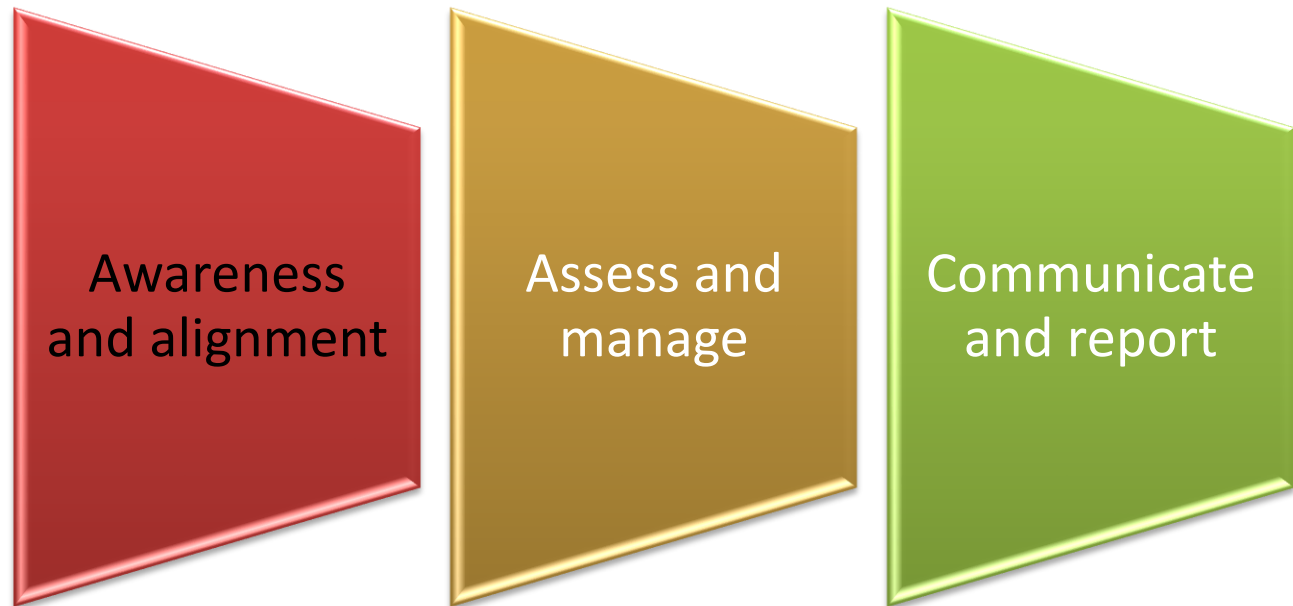 Awareness
and alignment
Assess and
manage
Communicate
and report